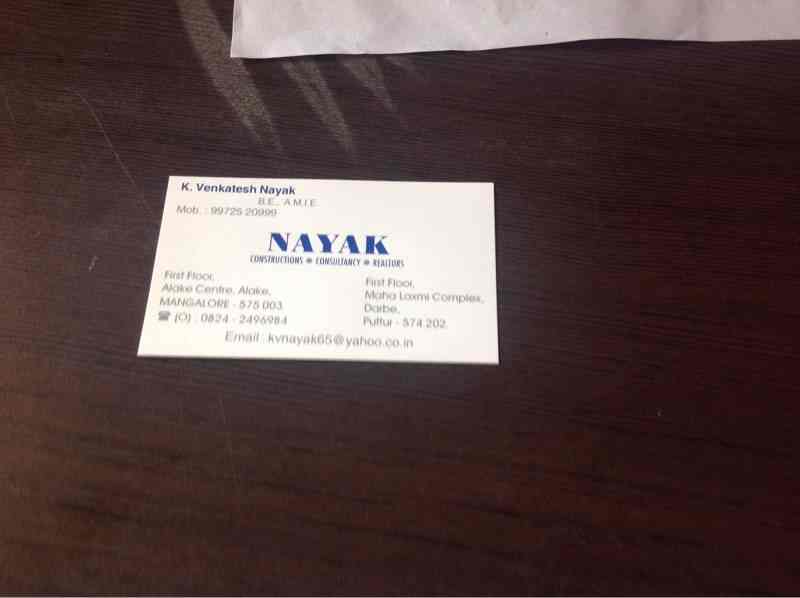 K. Venkatesh Nayak
B.E., A.M.I.E.
Mob. : 99725 20999
NAYAK
CONSTRUCTIONS ● CONSULTANCY ● REALTORS
First Floor,
Alake Centre, Alake,
MANGALORE - 575 003
☎ (O) : 0824 - 2496984
First Floor,
Maha Laxmi Complex,
Darbe,
Puttur - 574 202.
Email : kvnayak65@yahoo.co.in